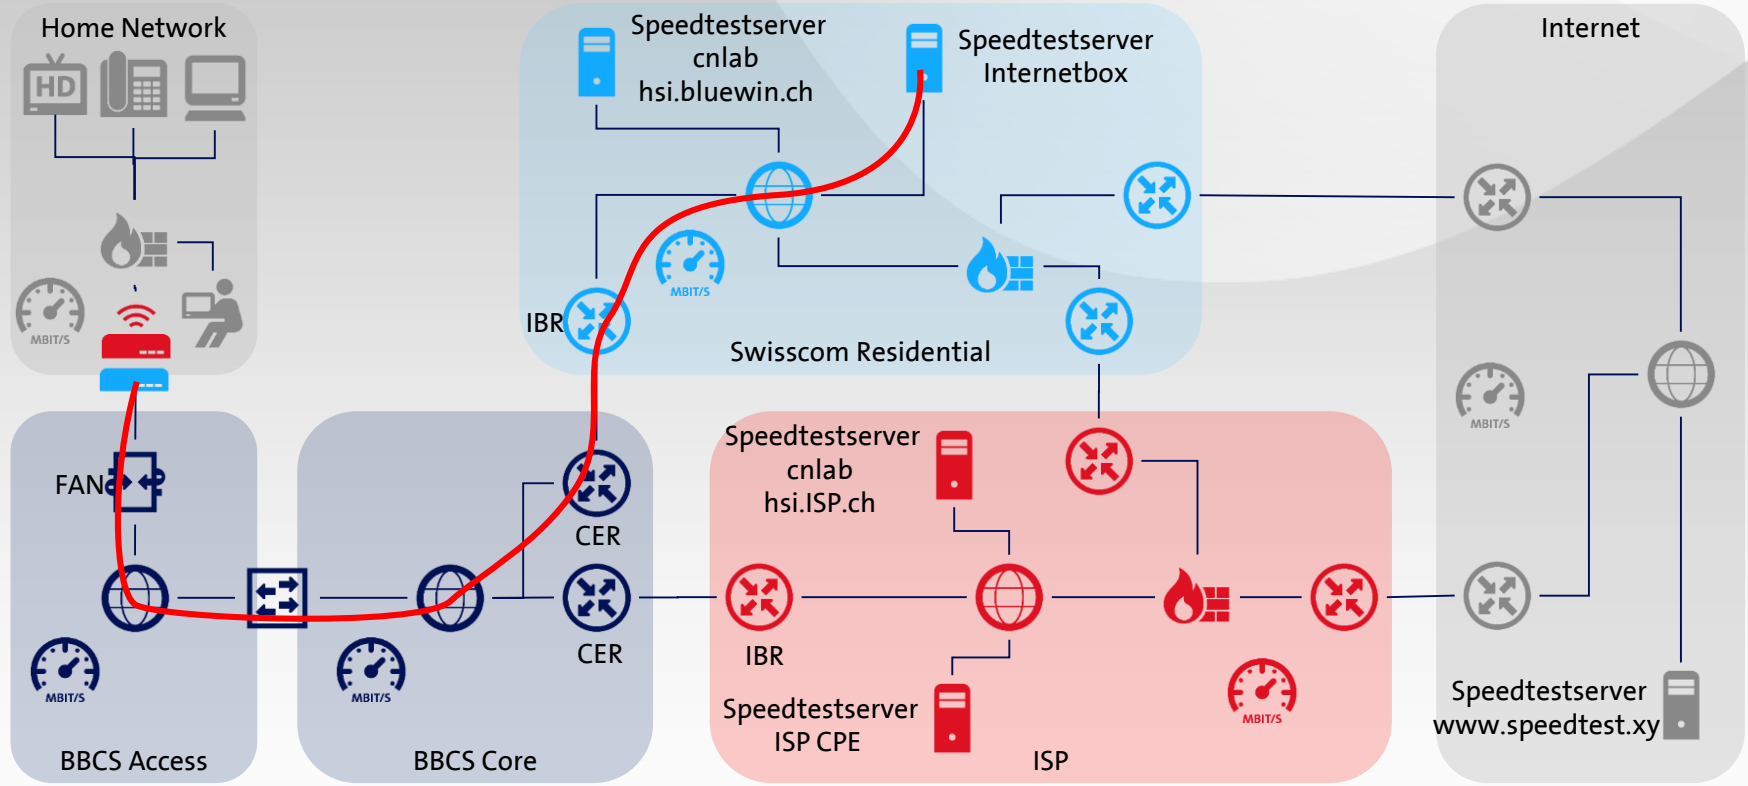 Home Network
HD
MBIT/S
Speedtestserver
cnlab
hsi.bluewin.ch
Speedtestserver
Internetbox
MBIT/S
IBR
Swisscom Residential
Internet
MBIT/S
FAN
MBIT/S
BBCS Access
CER
CER
MBIT/S
BBCS Core
Speedtestserver
cnlab
hsi.ISP.ch
IBR
Speedtestserver
ISP CPE
MBIT/S
ISP
Speedtestserver
www.speedtest.xy